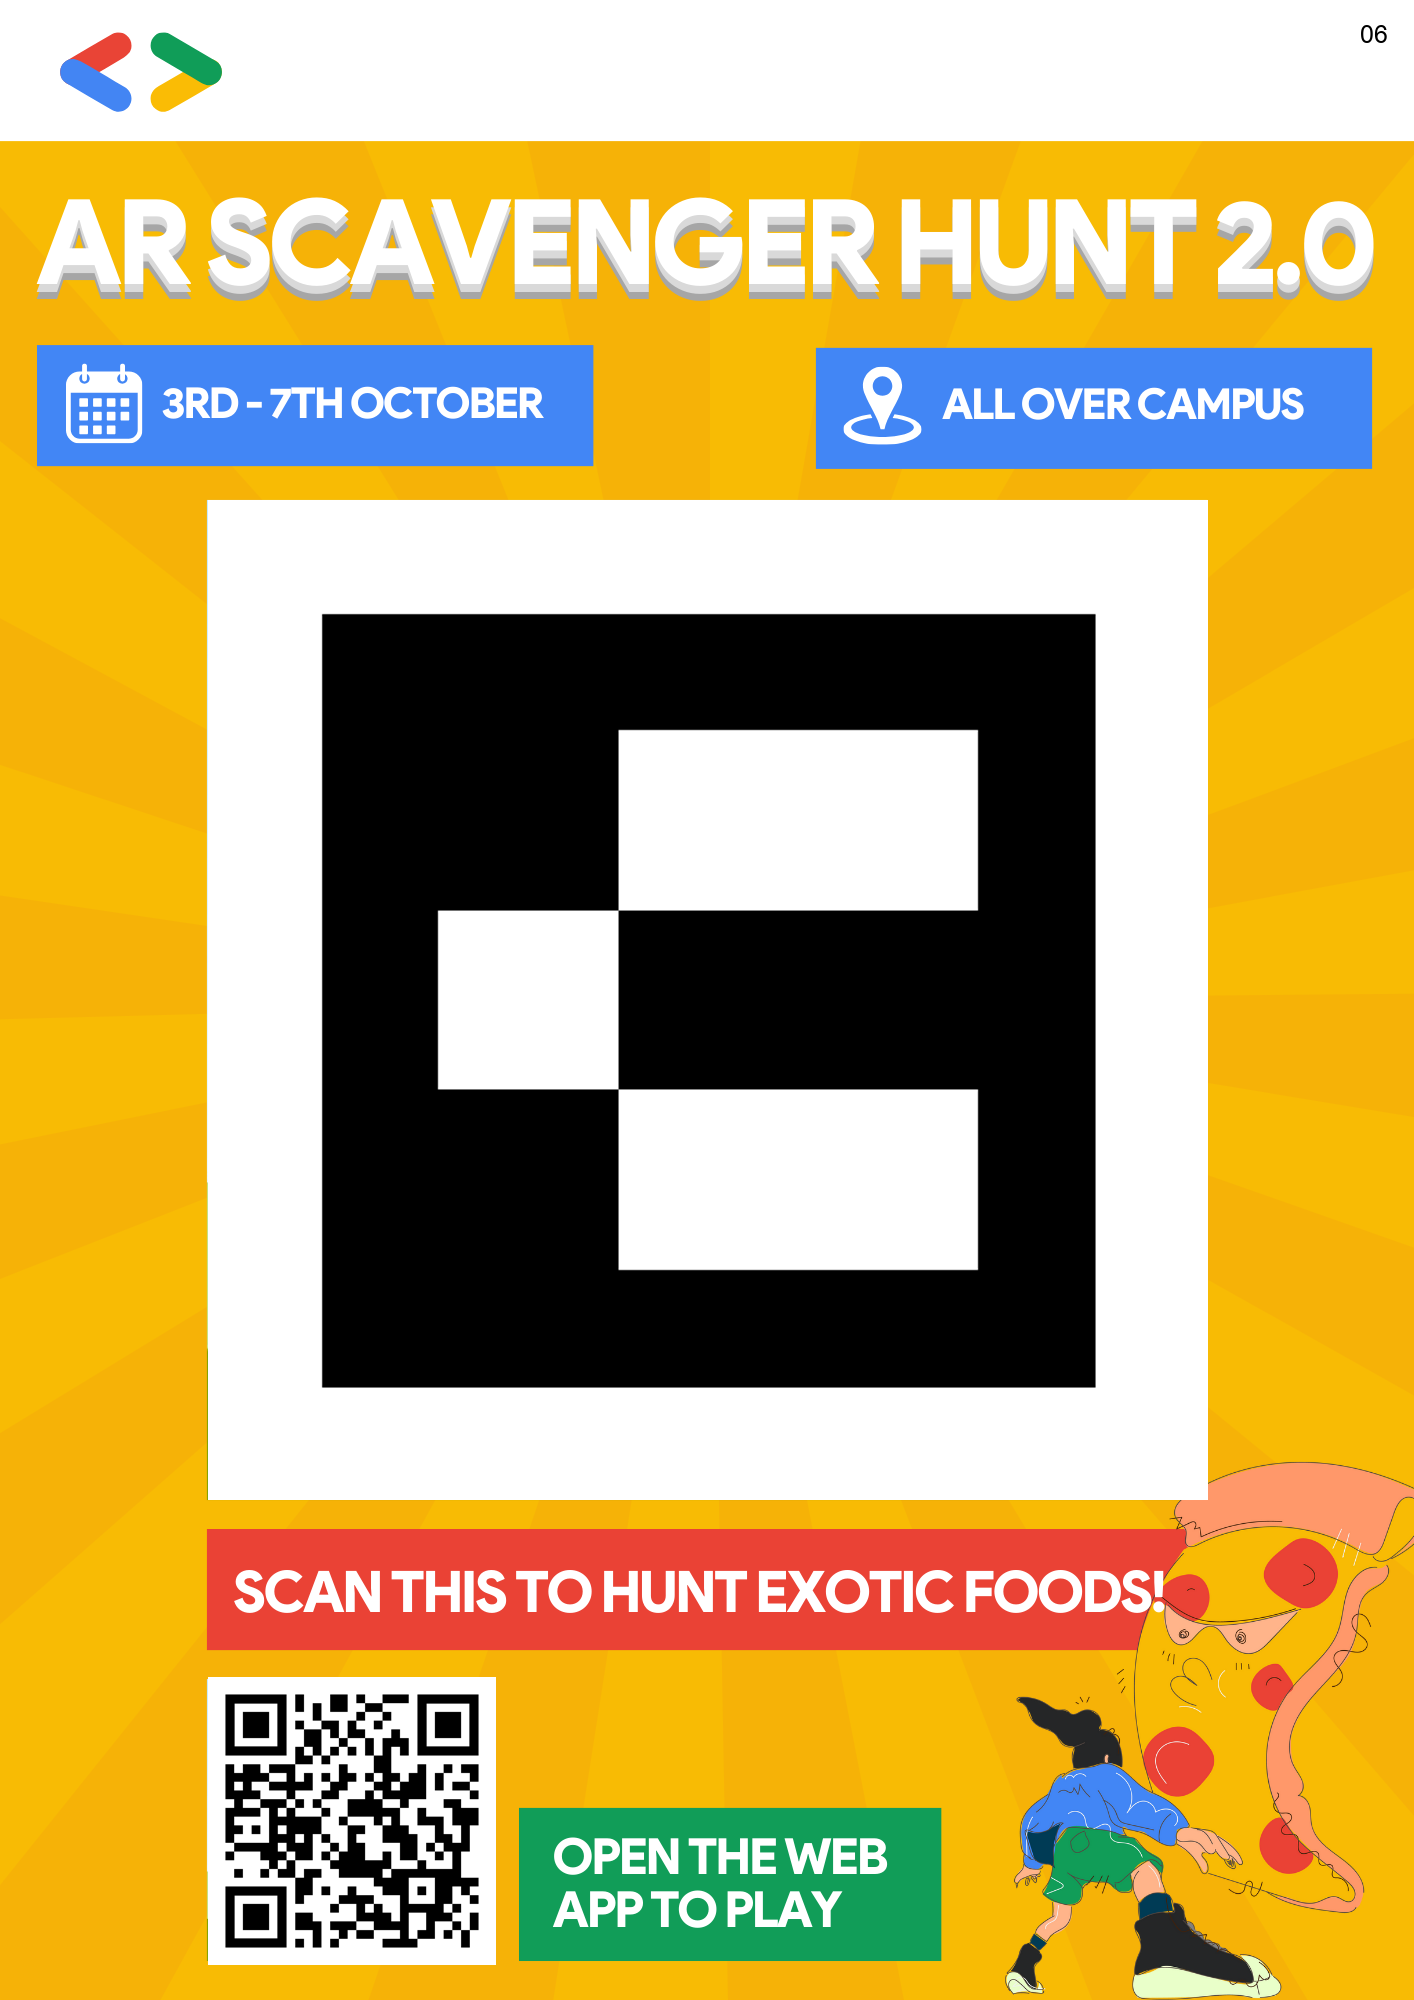 06
AR SCAVENGER HUNT 2.0
3RD - 7TH OCTOBER
ALL OVER CAMPUS
SCAN THIS TO HUNT EXOTIC FOODS!
OPEN THE WEB
APP TO PLAY